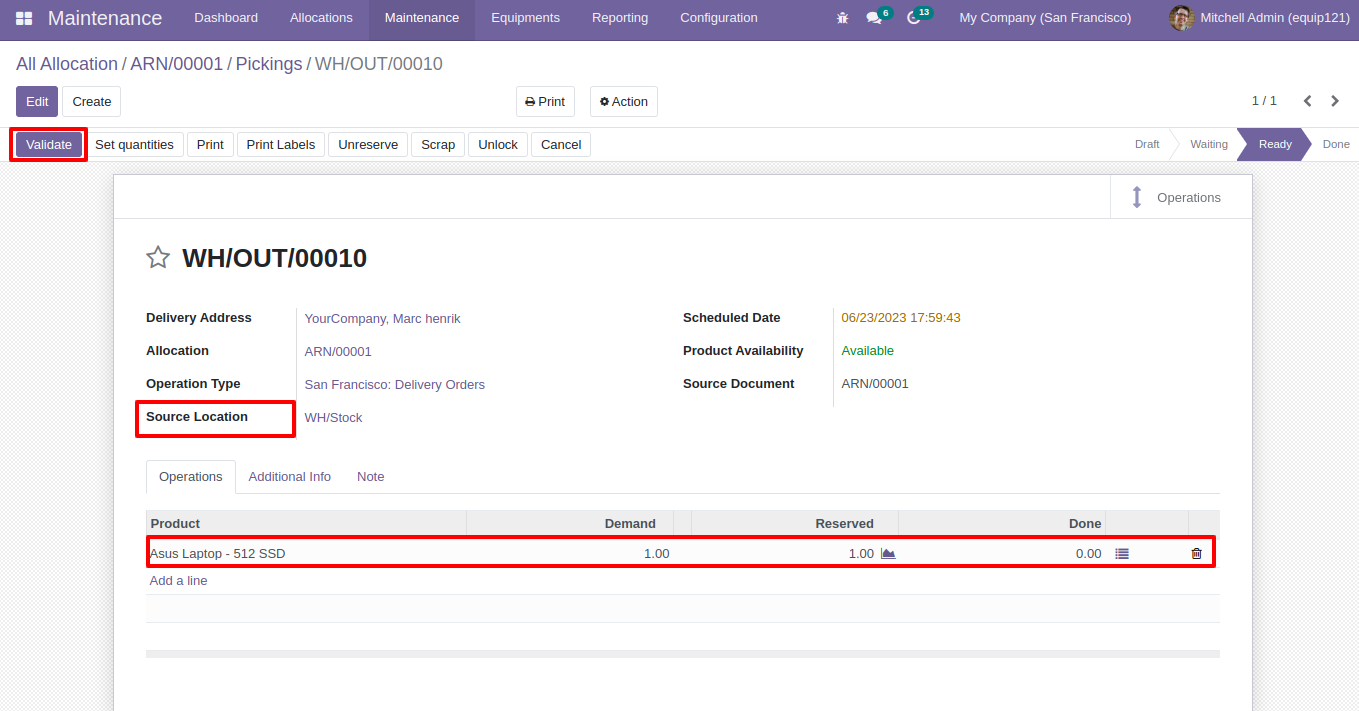 Maintenance Dashboard Allocations Maintenance Equipments Reporting Configuration 6 13 My Company (San Francisco) Mitchell Admin (equip121)
All Allocation / ARN/00001 / Pickings / WH/OUT/00010
Edit Create Print Action 1 / 1
Validate Set quantities Print Print Labels Unreserve Scrap Unlock Cancel Draft Waiting Ready Done
Operations
WH/OUT/00010
Delivery Address YourCompany, Marc henrik Scheduled Date 06/23/2023 17:59:43
Allocation ARN/00001 Product Availability Available
Operation Type San Francisco: Delivery Orders Source Document ARN/00001
Source Location WH/Stock
Operations Additional Info Note
Product Demand Reserved Done
Asus Laptop - 512 SSD 1.00 1.00 0.00
Add a line